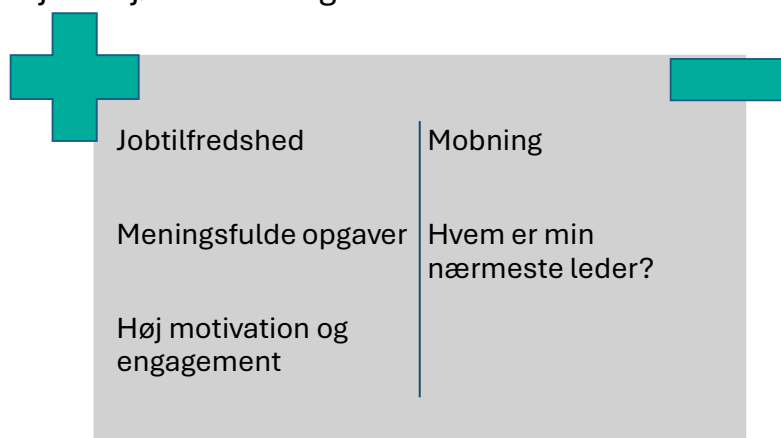 Jobtilfredshed
Meningsfulde opgaver
Høj motivation og
engagement
Mobning
Hvem er min
nærmeste leder?